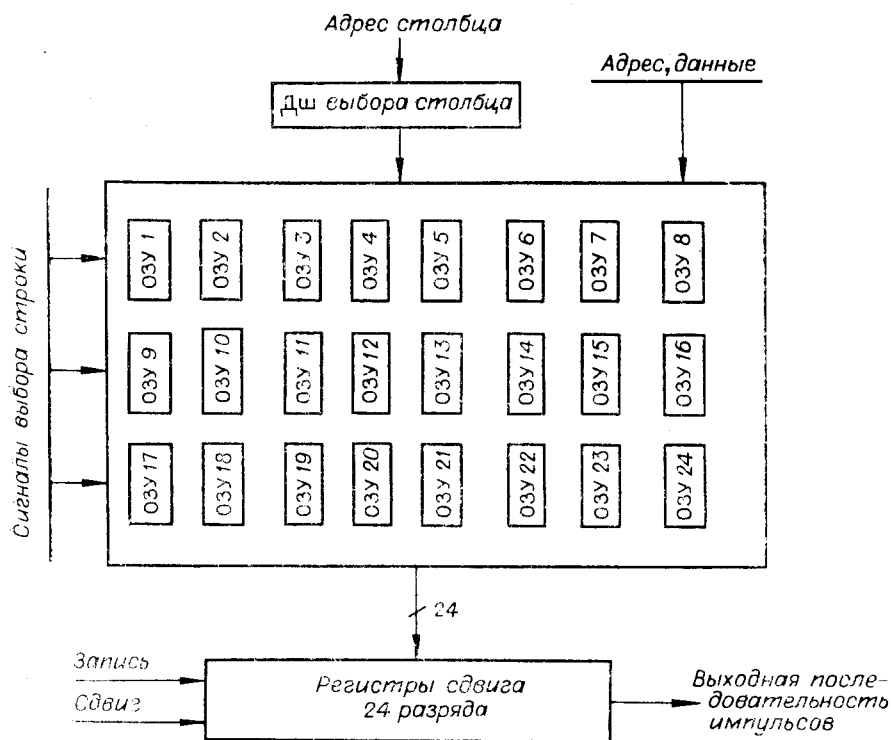 Адрес столбца
Адрес, данные
Дш выбора столбца
Сигналы выбора строки
ОЗУ 1
ОЗУ 2
ОЗУ 3
ОЗУ 4
ОЗУ 5
ОЗУ 6
ОЗУ 7
ОЗУ 8
ОЗУ 9
ОЗУ 10
ОЗУ 11
ОЗУ 12
ОЗУ 13
ОЗУ 14
ОЗУ 15
ОЗУ 16
ОЗУ 17
ОЗУ 18
ОЗУ 19
ОЗУ 20
ОЗУ 21
ОЗУ 22
ОЗУ 23
ОЗУ 24
24
Запись
Сдвиг
Регистры сдвига
24 разряда
Выходная после-
довательность
импульсов